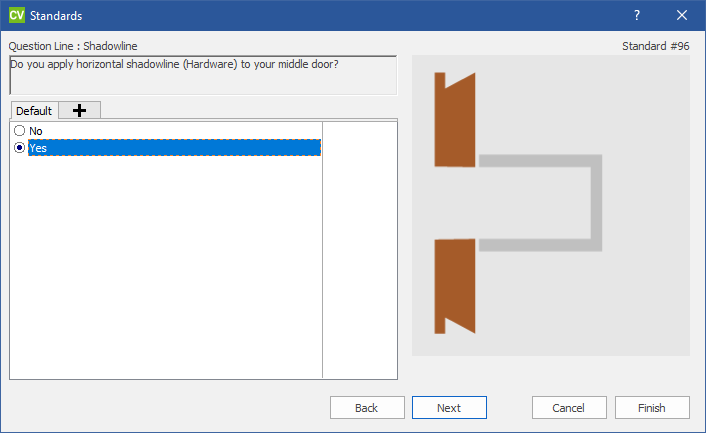 CV Standards
Question Line : Shadowline
Standard #96
Do you apply horizontal shadowline (Hardware) to your middle door?
Default
No
Yes
Back
Next
Cancel
Finish